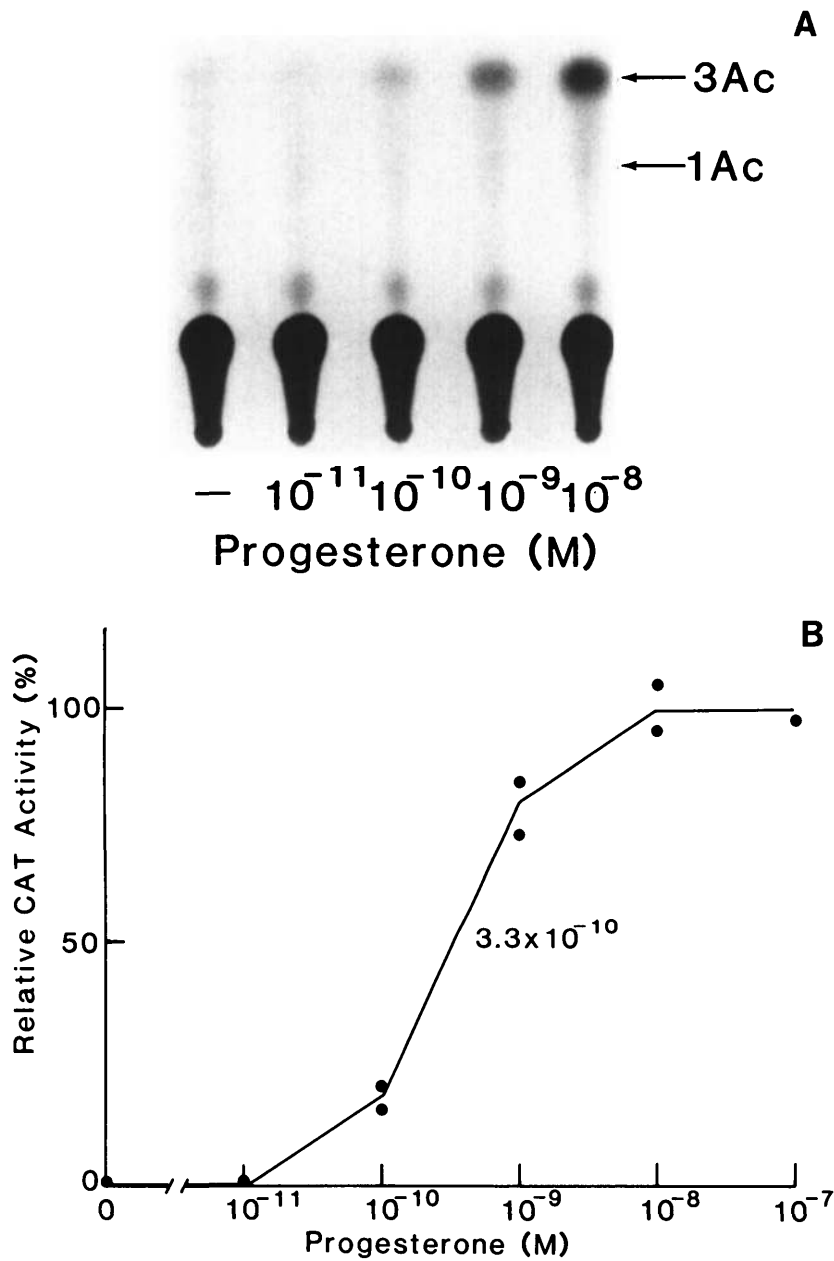 A
3Ac
1Ac
— 10⁻¹¹ 10⁻¹⁰ 10⁻⁹ 10⁻⁸
Progesterone (M)
B
Relative CAT Activity (%)
100
50
0
3.3x10⁻¹⁰
0 10⁻¹¹ 10⁻¹⁰ 10⁻⁹ 10⁻⁸ 10⁻⁷
Progesterone (M)